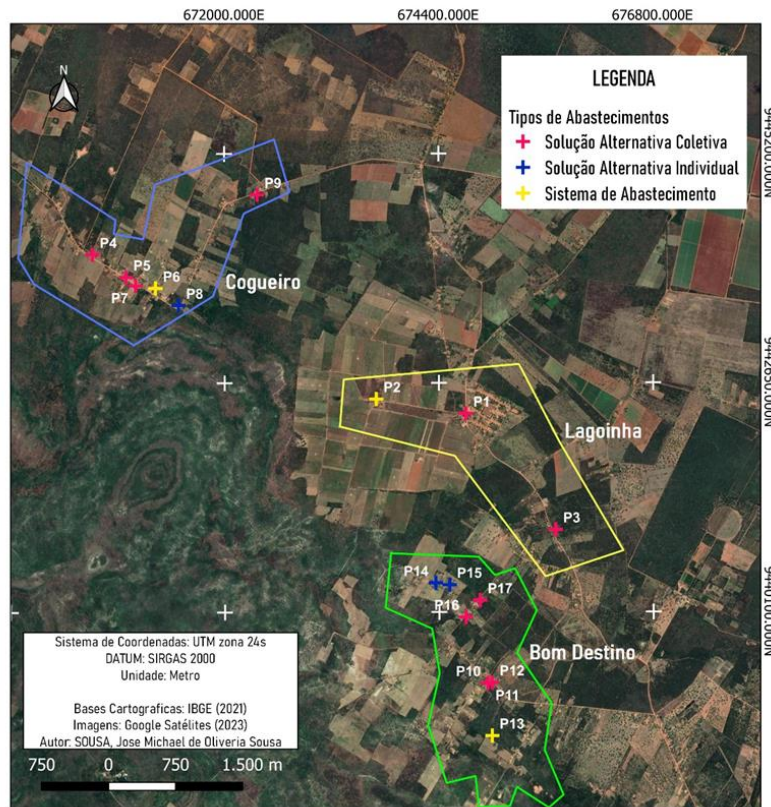 672000.000E
674400.000E
676800.000E
N
LEGENDA
Tipos de Abastecimentos
Solução Alternativa Coletiva
Solução Alternativa Individual
Sistema de Abastecimento
9445200.000N
P9
P4
P5
P6
P7
P8
Cogueiro
9442650.000N
P2
P1
Lagoinha
P3
P14
P15
P17
P16
9440100.000N
Bom Destino
P10
P12
P11
P13
Sistema de Coordenadas: UTM zona 24s
DATUM: SIRGAS 2000
Unidade: Metro
Bases Cartograficas: IBGE (2021)
Imagens: Google Satélites (2023)
Autor: SOUSA, Jose Michael de Oliveria Sousa
750 0 750 1.500 m